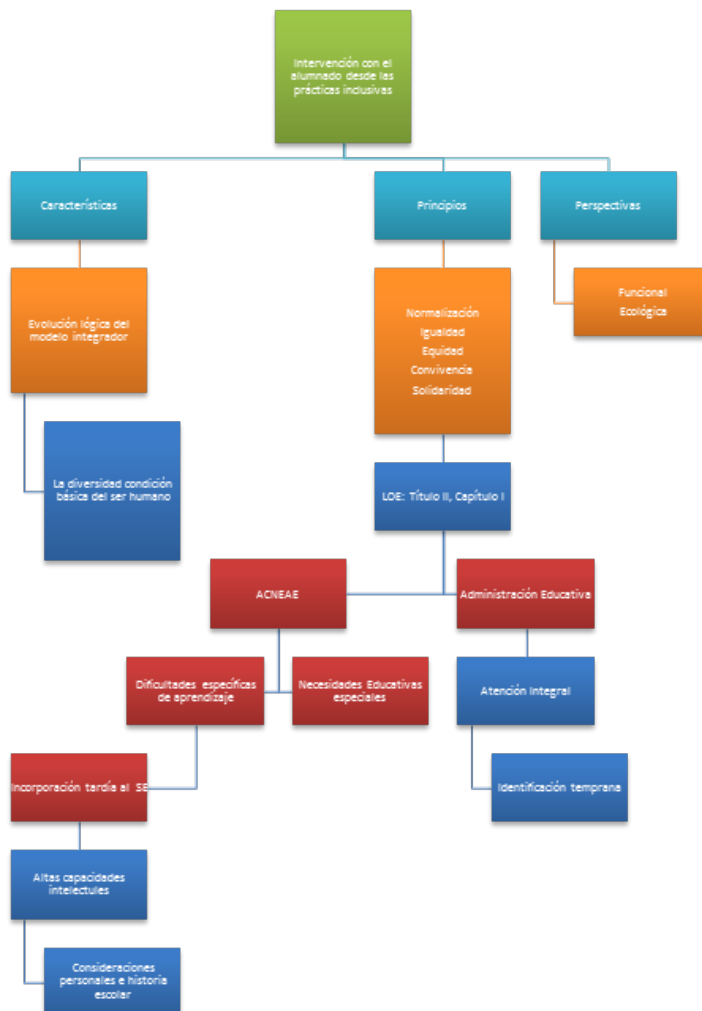 Intervención con el
alumnado desde las
prácticas inclusivas
Características
Principios
Perspectivas
Evolución lógica del
modelo integrador
Normalización
Igualdad
Equidad
Convivencia
Solidaridad
Funcional
Ecológica
La diversidad condición
básica del ser humano
LOE: Título II, Capítulo I
ACNEAE
Administración Educativa
Dificultades específicas
de aprendizaje
Necesidades Educativas
especiales
Atención Integral
Incorporación tardía al SE
Identificación temprana
Altas capacidades
intelectules
Consideraciones
personales e historia
escolar